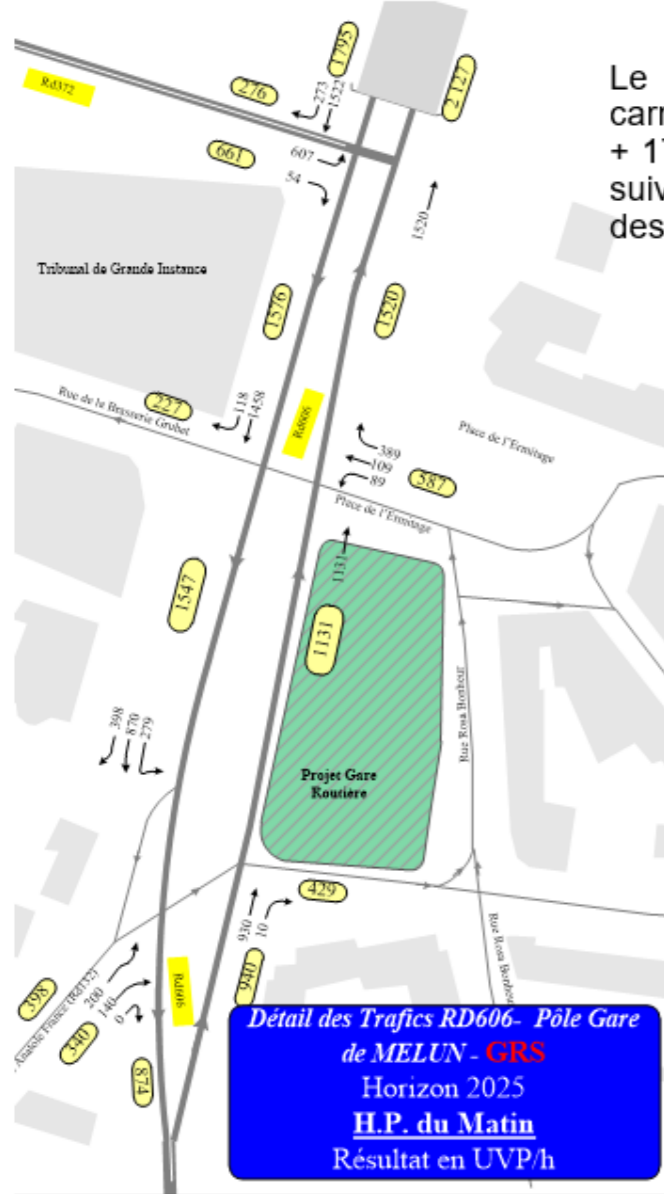 1795
2 127
Le
carr
+ 17
suiv
des
Rd372
276
273
1522
661
607
54
1520
Tribunal de Grande Instance
1576
1520
227
118
1458
Rue de la Brasserie Gruber
Rd606
389
109
89
587
Place de l'Ermitage
Place de l'Ermitage
1131
1547
1131
398
870
279
Rue Rosa Bonheur
Projet Gare
Routière
429
930
10
Rue Rosa Bonheur
398
Anatole France (Rd132)
200
140
0
340
Rd606
940
874
Détail des Trafics RD606- Pôle Gare
de MELUN - GRS
Horizon 2025
H.P. du Matin
Résultat en UVP/h